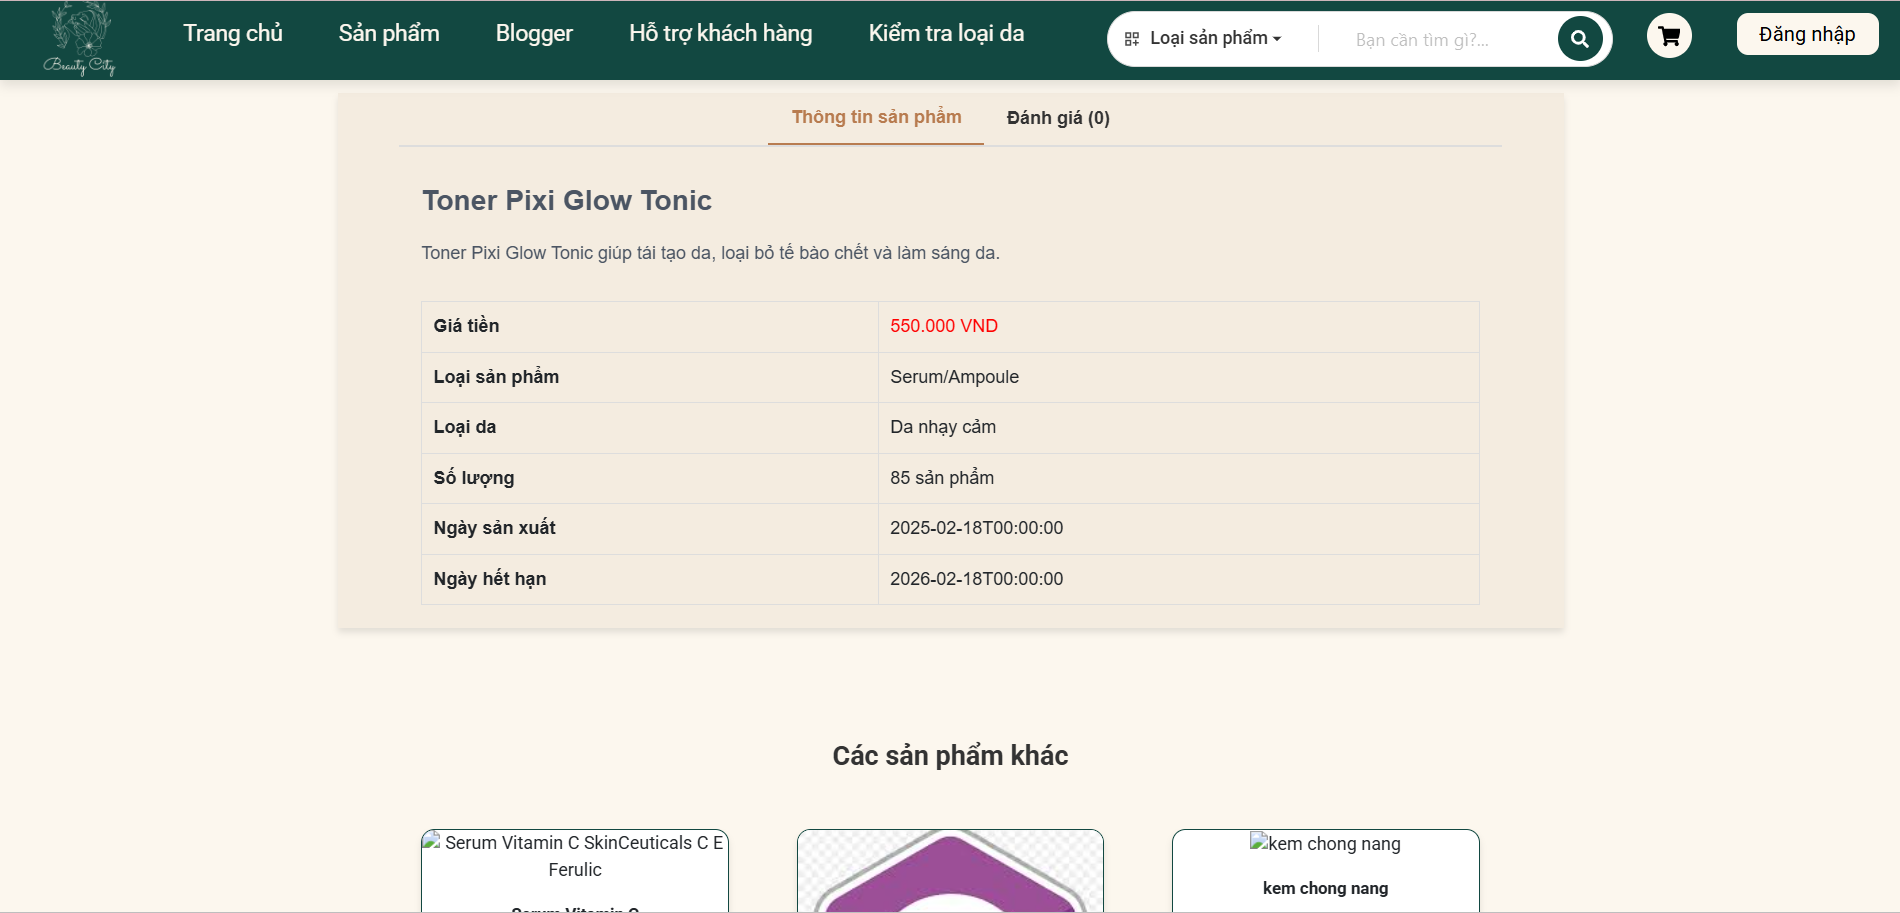 Beauty City
Trang chủ
Sản phẩm
Blogger
Hỗ trợ khách hàng
Kiểm tra loại da
Loại sản phẩm
Bạn cần tìm gì?...
Đăng nhập
Thông tin sản phẩm
Đánh giá (0)
Toner Pixi Glow Tonic
Toner Pixi Glow Tonic giúp tái tạo da, loại bỏ tế bào chết và làm sáng da.
Giá tiền
550.000 VND
Loại sản phẩm
Serum/Ampoule
Loại da
Da nhạy cảm
Số lượng
85 sản phẩm
Ngày sản xuất
2025-02-18T00:00:00
Ngày hết hạn
2026-02-18T00:00:00
Các sản phẩm khác
Serum Vitamin C SkinCeuticals C E
Ferulic
Serum Vitamin C
kem chong nang
kem chong nang